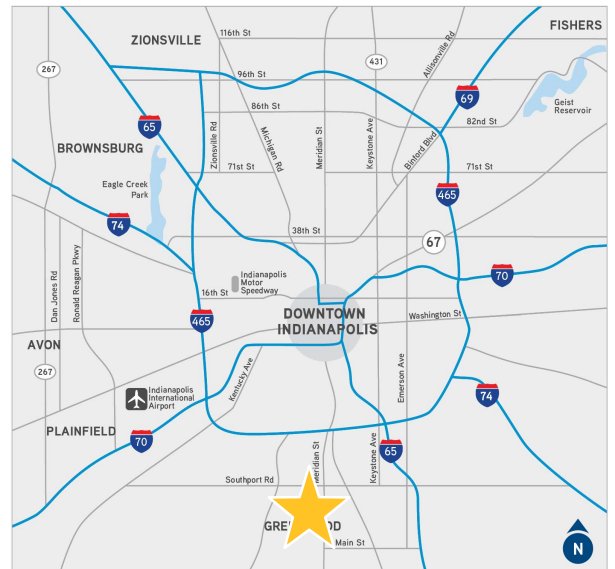 116th St
ZIONSVILLE
FISHERS
267
431
Allisonville Rd
96th St
69
86th St
82nd St
Geist
Reservoir
65
Zionsville Rd
Michigan Rd
Meridian St
Keystone Ave
Binford Blvd
BROWNSBURG
71st St
71st St
Eagle Creek
Park
465
74
38th St
67
70
Dan Jones Rd
Ronald Reagan Pkwy
Indianapolis
Motor
Speedway
16th St
465
DOWNTOWN
INDIANAPOLIS
Washington St
AVON
267
Kentucky Ave
Emerson Ave
Indianapolis
International
Airport
74
PLAINFIELD
70
Meridian St
Keystone Ave
65
Southport Rd
Main St
N